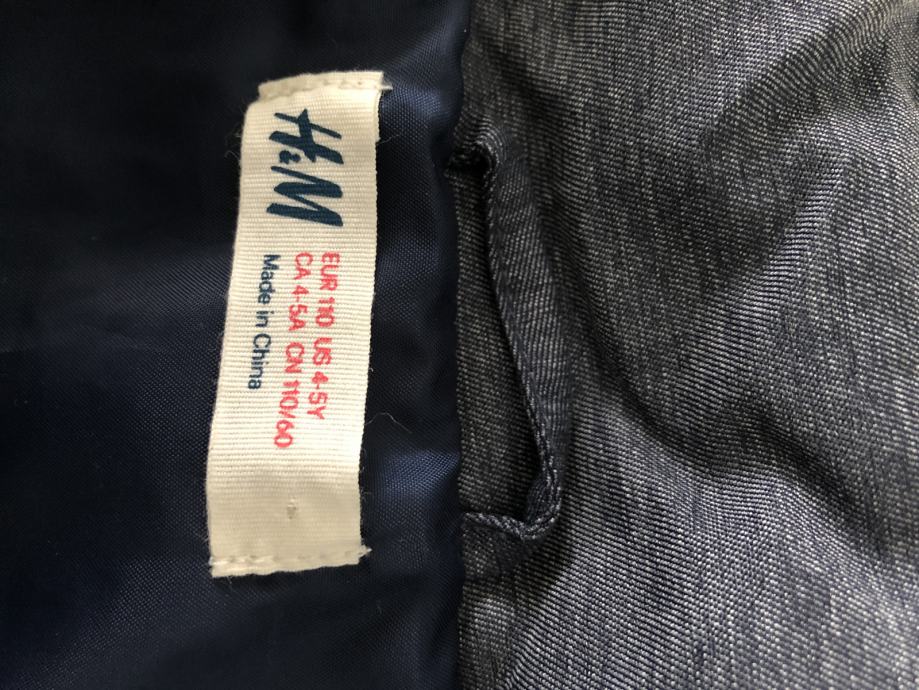 H&M
EUR 110 US 4-5Y
CA 4-5A CN 110/60
Made in China